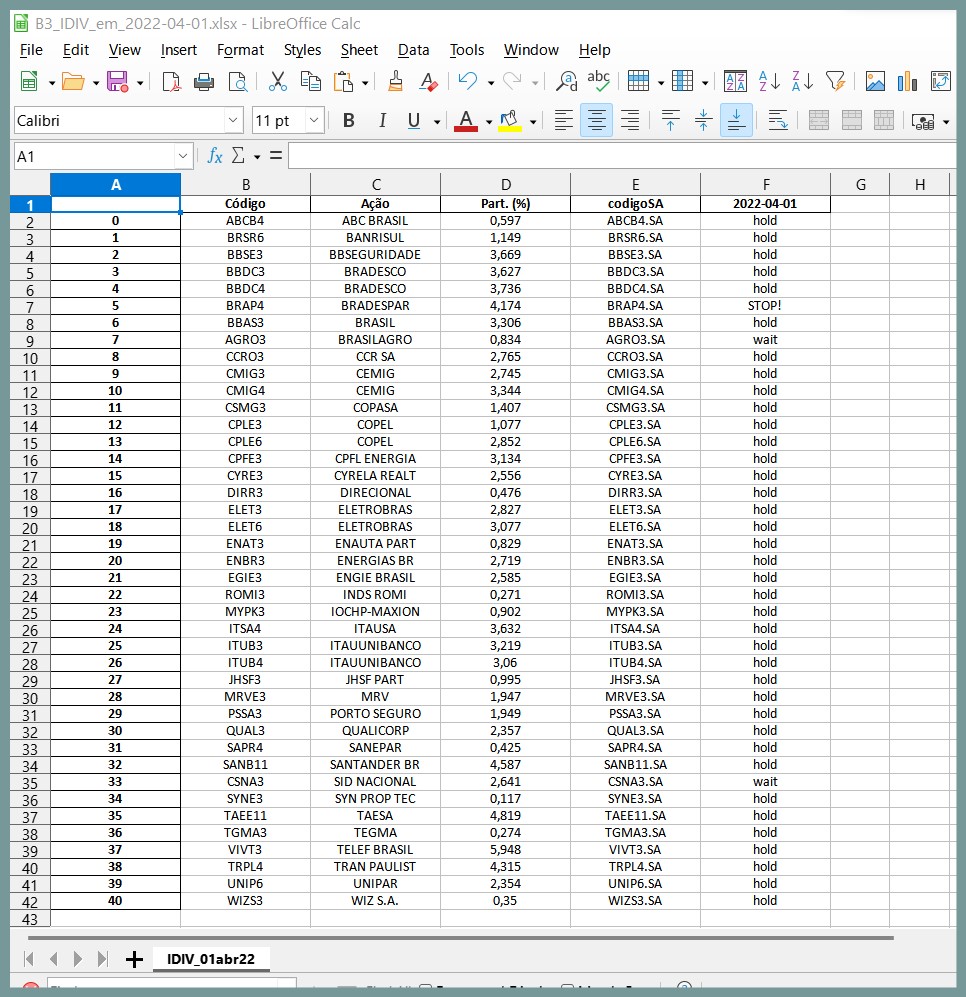 B3_IDIV_em_2022-04-01.xlsx - LibreOffice Calc
File Edit View Insert Format Styles Sheet Data Tools Window Help
Calibri 11 pt B I U A
A1 fx Σ =
A B C D E F G H
1 Código Ação Part. (%) codigoSA 2022-04-01
2 0 ABCB4 ABC BRASIL 0,597 ABCB4.SA hold
3 1 BRSR6 BANRISUL 1,149 BRSR6.SA hold
4 2 BBSE3 BBSEGURIDADE 3,669 BBSE3.SA hold
5 3 BBDC3 BRADESCO 3,627 BBDC3.SA hold
6 4 BBDC4 BRADESCO 3,736 BBDC4.SA hold
7 5 BRAP4 BRADESPAR 4,174 BRAP4.SA STOP!
8 6 BBAS3 BRASIL 3,306 BBAS3.SA hold
9 7 AGRO3 BRASILAGRO 0,834 AGRO3.SA wait
10 8 CCRO3 CCR SA 2,765 CCRO3.SA hold
11 9 CMIG3 CEMIG 2,745 CMIG3.SA hold
12 10 CMIG4 CEMIG 3,344 CMIG4.SA hold
13 11 CSMG3 COPASA 1,407 CSMG3.SA hold
14 12 CPLE3 COPEL 1,077 CPLE3.SA hold
15 13 CPLE6 COPEL 2,852 CPLE6.SA hold
16 14 CPFE3 CPFL ENERGIA 3,134 CPFE3.SA hold
17 15 CYRE3 CYRELA REALT 2,556 CYRE3.SA hold
18 16 DIRR3 DIRECIONAL 0,476 DIRR3.SA hold
19 17 ELET3 ELETROBRAS 2,827 ELET3.SA hold
20 18 ELET6 ELETROBRAS 3,077 ELET6.SA hold
21 19 ENAT3 ENAUTA PART 0,829 ENAT3.SA hold
22 20 ENBR3 ENERGIAS BR 2,719 ENBR3.SA hold
23 21 EGIE3 ENGIE BRASIL 2,585 EGIE3.SA hold
24 22 ROMI3 INDS ROMI 0,271 ROMI3.SA hold
25 23 MYPK3 IOCHP-MAXION 0,902 MYPK3.SA hold
26 24 ITSA4 ITAUSA 3,632 ITSA4.SA hold
27 25 ITUB3 ITAUUNIBANCO 3,219 ITUB3.SA hold
28 26 ITUB4 ITAUUNIBANCO 3,06 ITUB4.SA hold
29 27 JHSF3 JHSF PART 0,995 JHSF3.SA hold
30 28 MRVE3 MRV 1,947 MRVE3.SA hold
31 29 PSSA3 PORTO SEGURO 1,949 PSSA3.SA hold
32 30 QUAL3 QUALICORP 2,357 QUAL3.SA hold
33 31 SAPR4 SANEPAR 0,425 SAPR4.SA hold
34 32 SANB11 SANTANDER BR 4,587 SANB11.SA hold
35 33 CSNA3 SID NACIONAL 2,641 CSNA3.SA wait
36 34 SYNE3 SYN PROP TEC 0,117 SYNE3.SA hold
37 35 TAEE11 TAESA 4,819 TAEE11.SA hold
38 36 TGMA3 TEGMA 0,274 TGMA3.SA hold
39 37 VIVT3 TELEF BRASIL 5,948 VIVT3.SA hold
40 38 TRPL4 TRAN PAULIST 4,315 TRPL4.SA hold
41 39 UNIP6 UNIPAR 2,354 UNIP6.SA hold
42 40 WIZS3 WIZ S.A. 0,35 WIZS3.SA hold
43
IDIV_01abr22